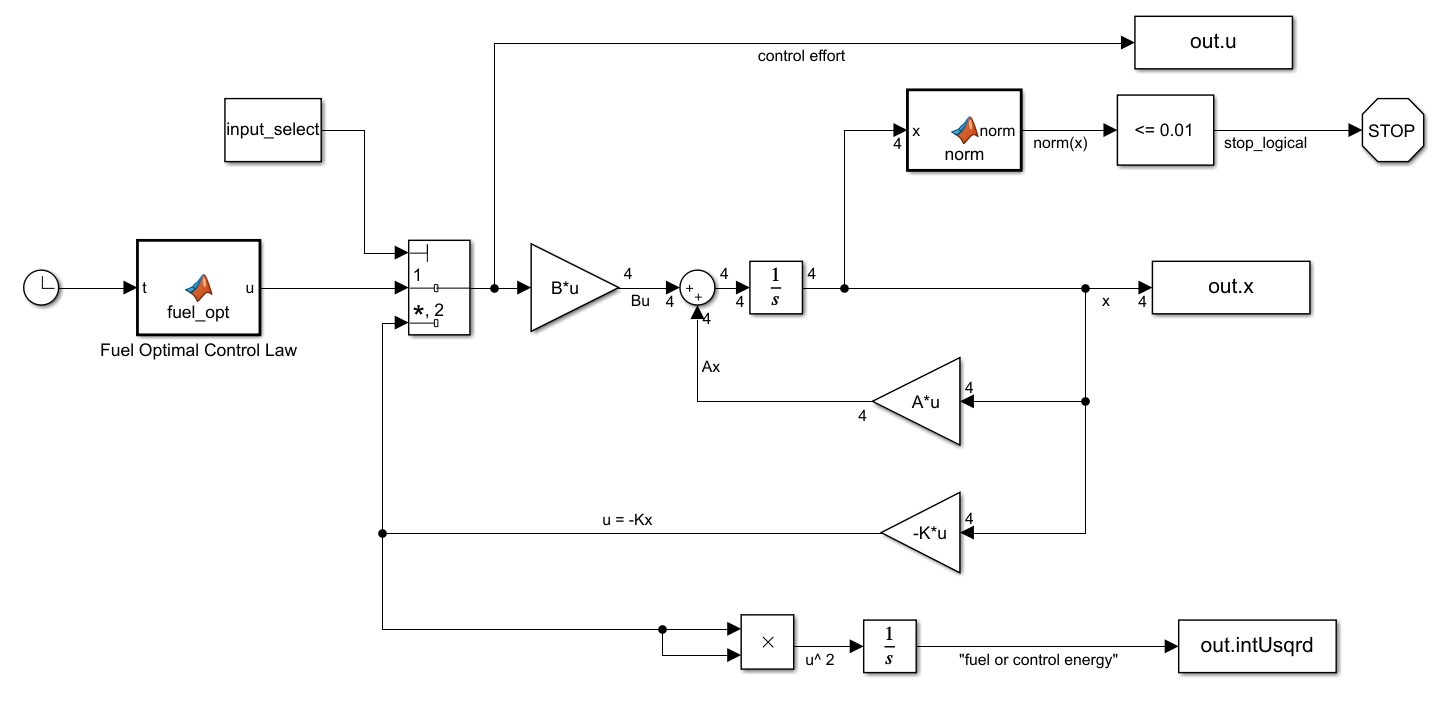 out.u
control effort
input_select
x
4
norm
norm
norm(x)
<= 0.01
stop_logical
STOP
t
u
fuel_opt
Fuel Optimal Control Law
1
*, 2
B*u
4
Bu
4
+
+
4
4
4
1
s
4
x
4
out.x
Ax
4
A*u
4
u = -Kx
-K*u
4
×
u^ 2
1
s
"fuel or control energy"
out.intUsqrd